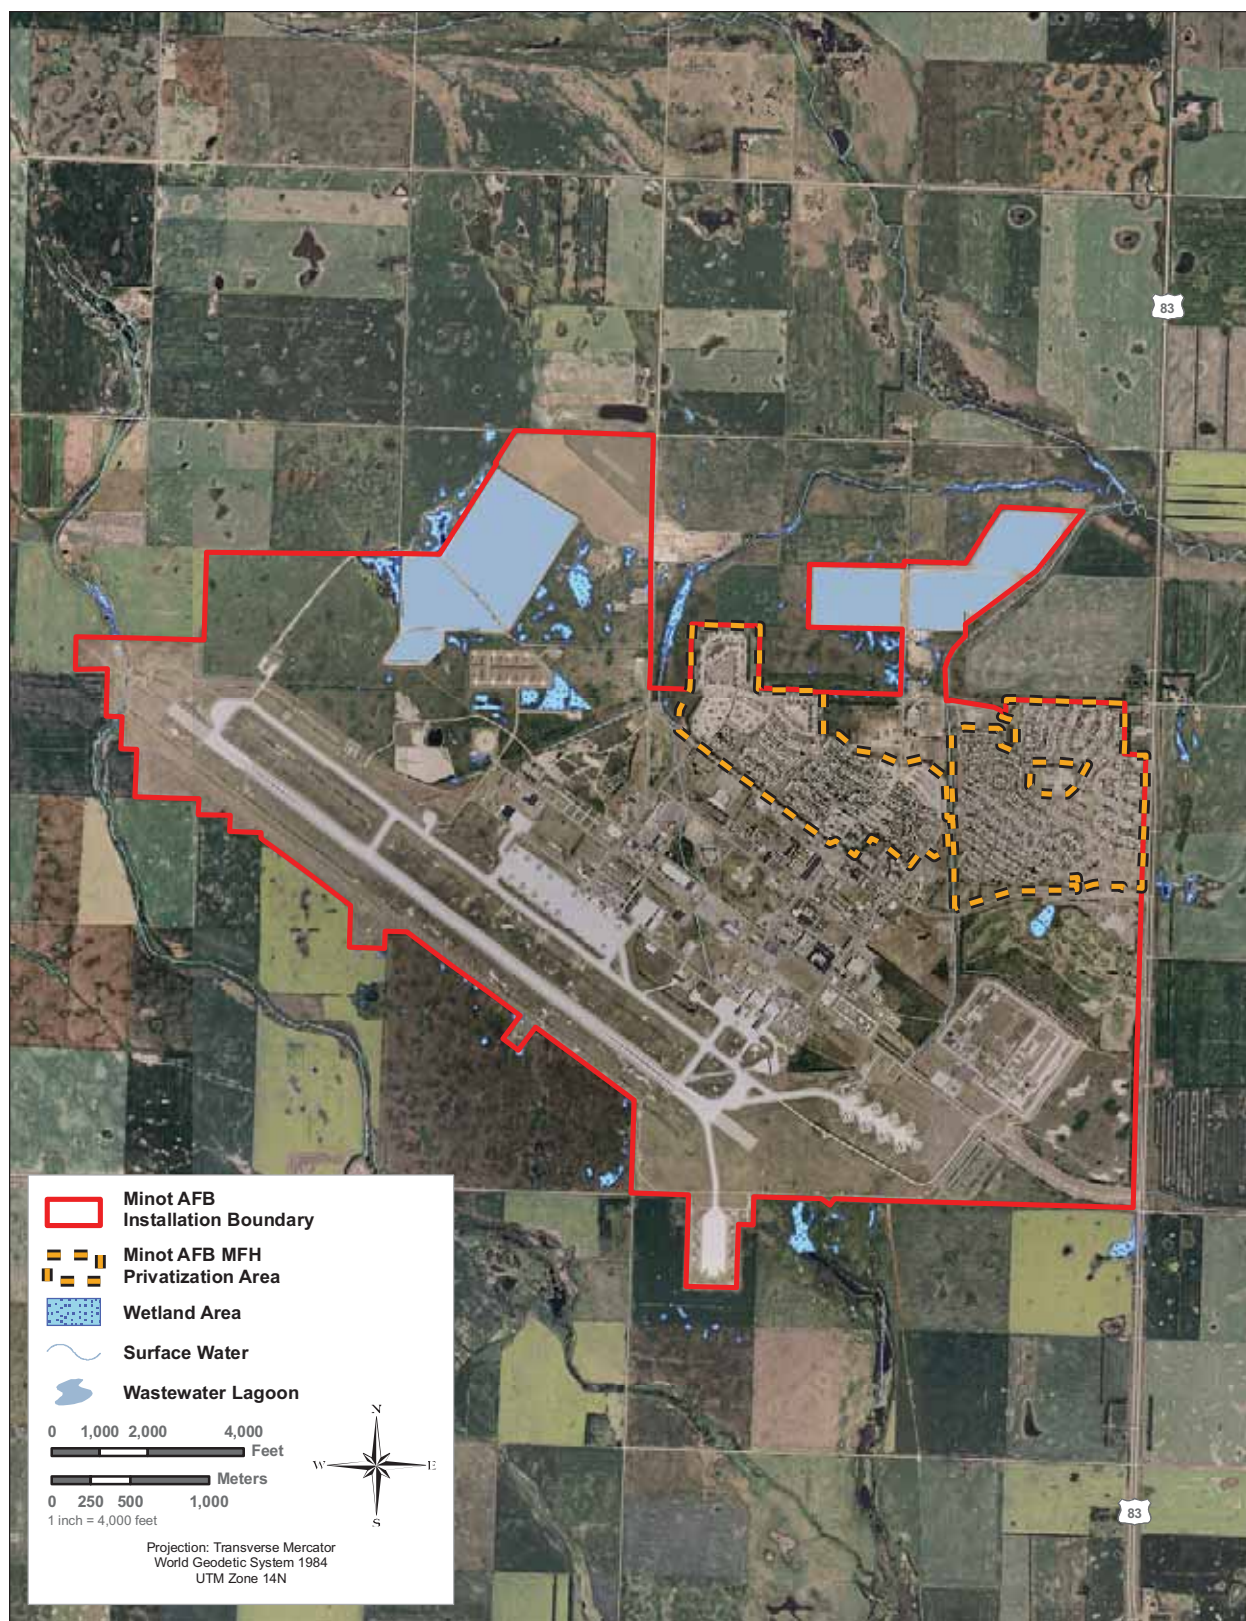 83
Minot AFB
Installation Boundary
Minot AFB MFH
Privatization Area
Wetland Area
Surface Water
Wastewater Lagoon
0 1,000 2,000 4,000
Feet
Meters
0 250 500 1,000
1 inch = 4,000 feet
N
W E
S
Projection: Transverse Mercator
World Geodetic System 1984
UTM Zone 14N
83